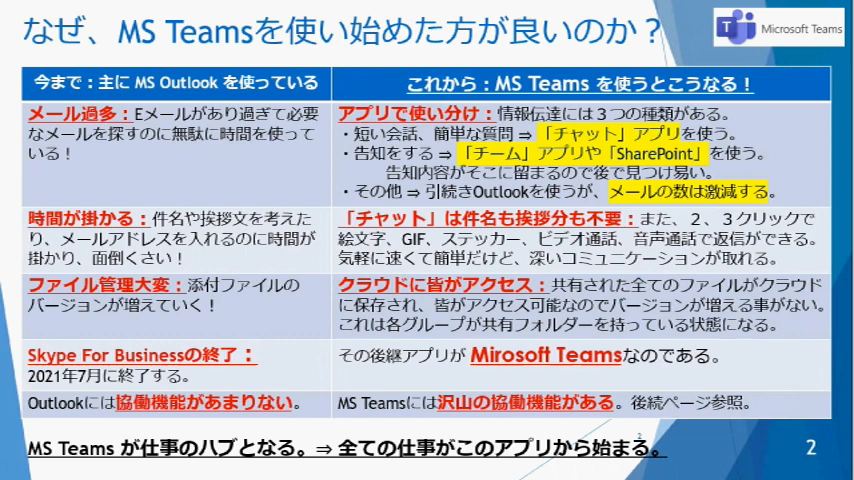 なぜ、MS Teamsを使い始めた方が良いのか？
Microsoft Teams
今まで：主に MS Outlook を使っている
これから：MS Teams を使うとこうなる！
メール過多：Eメールがあり過ぎて必要
なメールを探すのに無駄に時間を使って
いる！
アプリで使い分け：情報伝達には３つの種類がある。
・短い会話、簡単な質問 ⇒ 「チャット」アプリを使う。
・告知をする ⇒ 「チーム」アプリや「SharePoint」を使う。
告知内容がそこに留まるので後で見つけ易い。
・その他 ⇒ 引続きOutlookを使うが、メールの数は激減する。
時間が掛かる：件名や挨拶文を考えた
り、メールアドレスを入れるのに時間が
掛かり、面倒くさい！
「チャット」は件名も挨拶分も不要：また、２、３クリックで
絵文字、GIF、ステッカー、ビデオ通話、音声通話で返信ができる。
気軽に速くて簡単だけど、深いコミュニケーションが取れる。
ファイル管理大変：添付ファイルの
バージョンが増えていく！
クラウドに皆がアクセス：共有された全てのファイルがクラウド
に保存され、皆がアクセス可能なのでバージョンが増える事がない。
これは各グループが共有フォルダーを持っている状態になる。
Skype For Businessの終了：
2021年7月に終了する。
その後継アプリが Mirosoft Teamsなのである。
Outlookには協働機能があまりない。
MS Teamsには沢山の協働機能がある。後続ページ参照。
MS Teams が仕事のハブとなる。⇒ 全ての仕事がこのアプリから始まる。
2
2